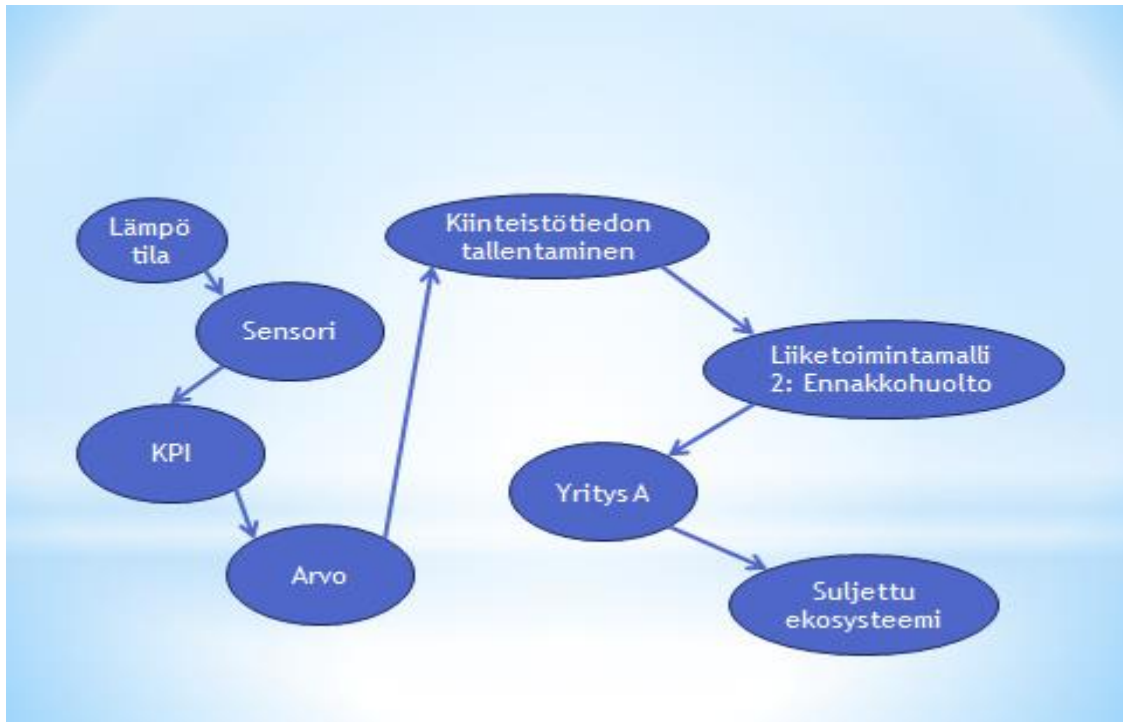 Lämpö
tila
Sensori
KPI
Arvo
Kiinteistötiedon
tallentaminen
Liiketoimintamalli
2: Ennakkohuolto
Yritys A
Suljettu
ekosysteemi